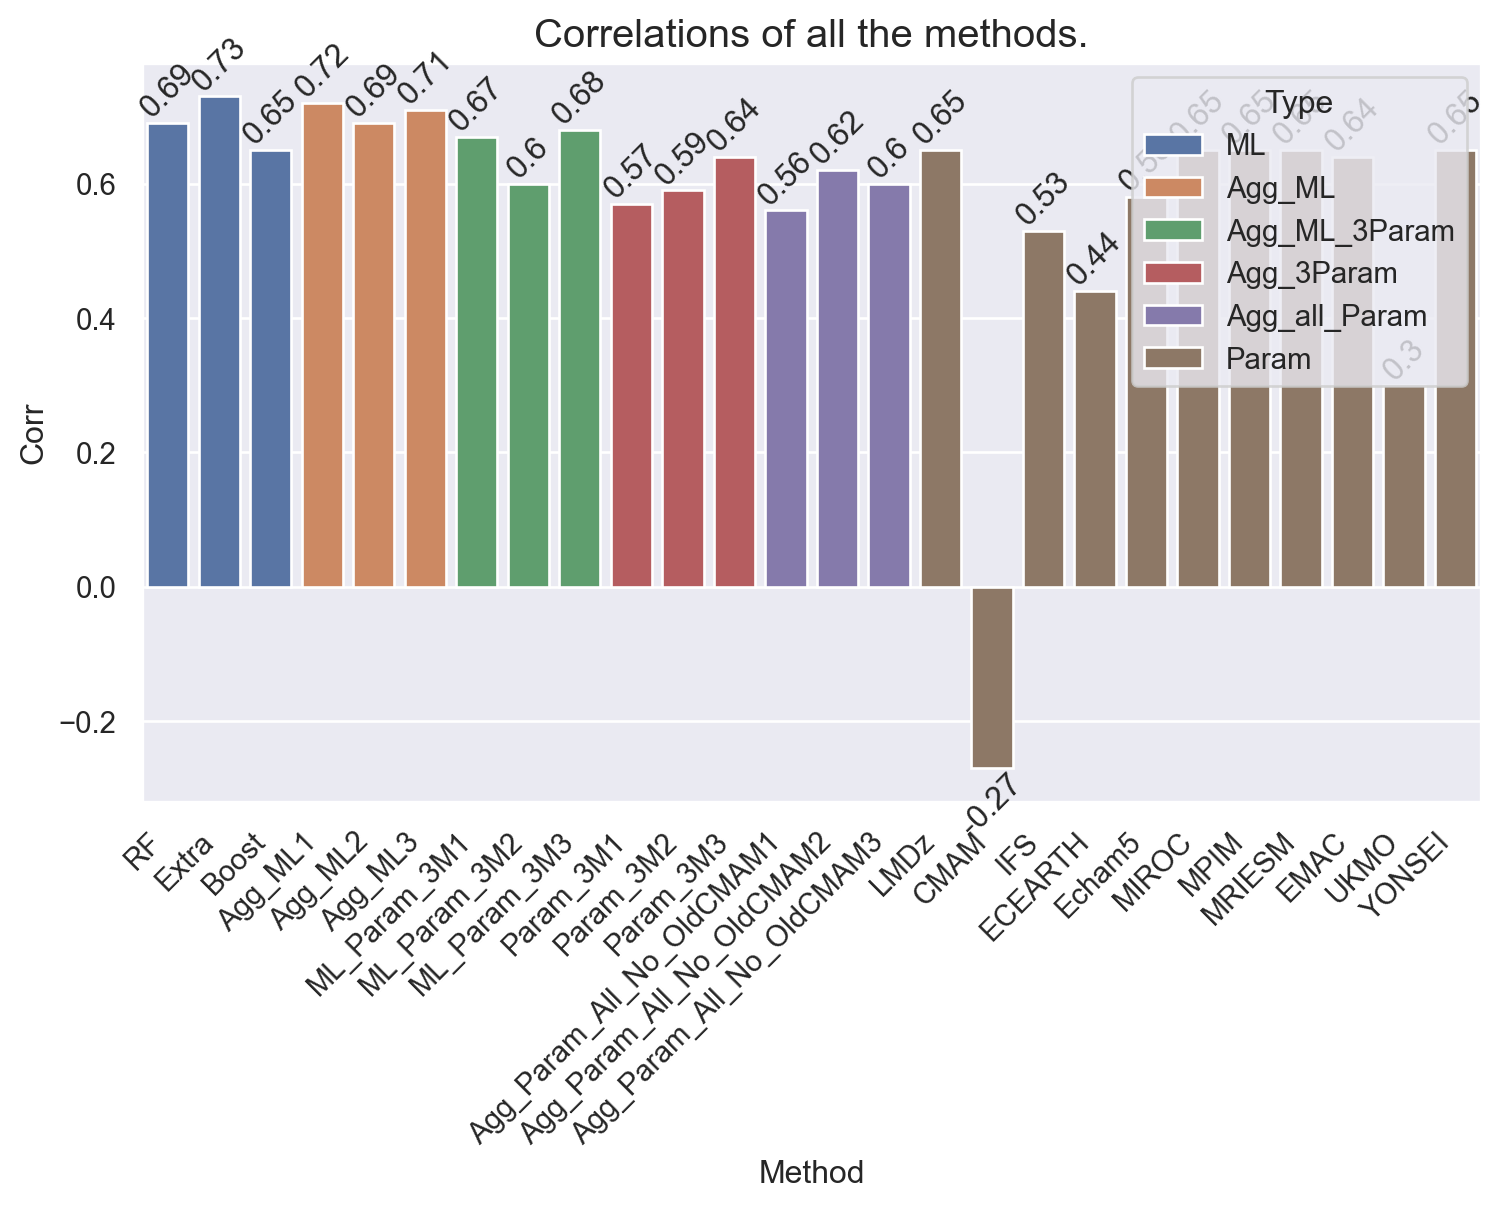 Correlations of all the methods.
0.69
0.73
0.65
0.72
0.69
0.71
0.67
0.6
0.68
0.57
0.59
0.64
0.56
0.62
0.6
0.65
-0.27
0.53
0.44
0.65
0.65
0.65
0.64
0.3
0.65
Type
ML
Agg_ML
Agg_ML_3Param
Agg_3Param
Agg_all_Param
Param
Corr
0.6
0.4
0.2
0.0
−0.2
RF
Extra
Boost
Agg_ML1
Agg_ML2
Agg_ML3
ML_Param_3M1
ML_Param_3M2
ML_Param_3M3
Param_3M1
Param_3M2
Param_3M3
Agg_Param_All_No_OldCMAM1
Agg_Param_All_No_OldCMAM2
Agg_Param_All_No_OldCMAM3
LMDz
CMAM
IFS
ECEARTH
Echam5
MIROC
MPIM
MRIESM
EMAC
UKMO
YONSEI
Method